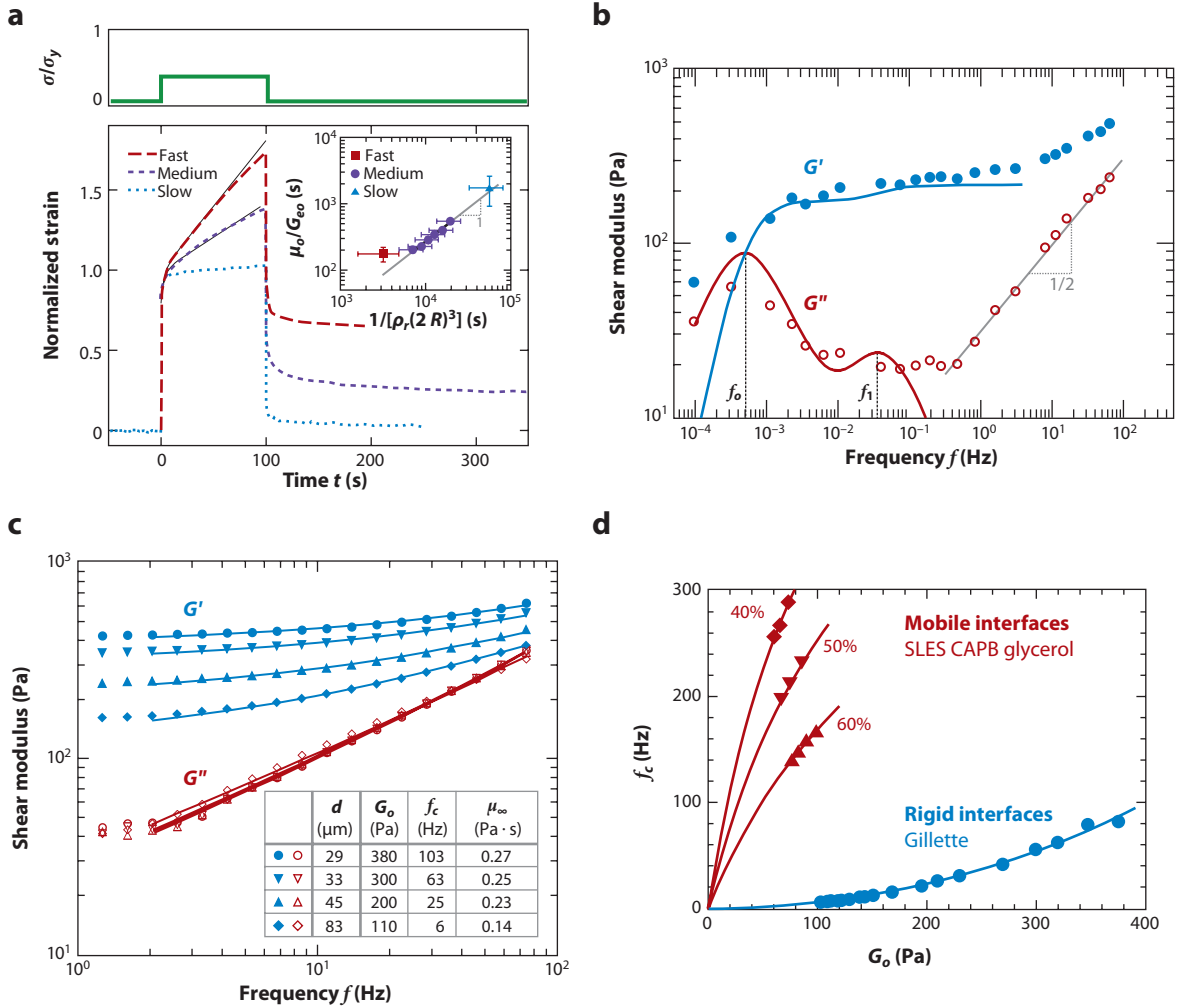 a
σ/σy
1
0
Normalized strain
1.5
1.0
0.5
0
Fast
Medium
Slow
0
100
200
300
Time t (s)
μo/Geo (s)
10^4
10^3
10^2
Fast
Medium
Slow
1
10^3
10^4
10^5
1/[ρr(2 R)^3] (s)
b
Shear modulus (Pa)
10^3
10^2
10^1
G'
G"
fo
f1
1/2
10^−4
10^−3
10^−2
10^−1
10^0
10^1
10^2
Frequency f (Hz)
c
Shear modulus (Pa)
10^3
10^2
10^1
G'
G"
d (μm) Go (Pa) fc (Hz) μ∞ (Pa · s)
29 380 103 0.27
33 300 63 0.25
45 200 25 0.23
83 110 6 0.14
10^0
10^1
10^2
Frequency f (Hz)
d
fc (Hz)
300
200
100
0
40%
50%
60%
Mobile interfaces
SLES CAPB glycerol
Rigid interfaces
Gillette
0
100
200
300
400
Go (Pa)